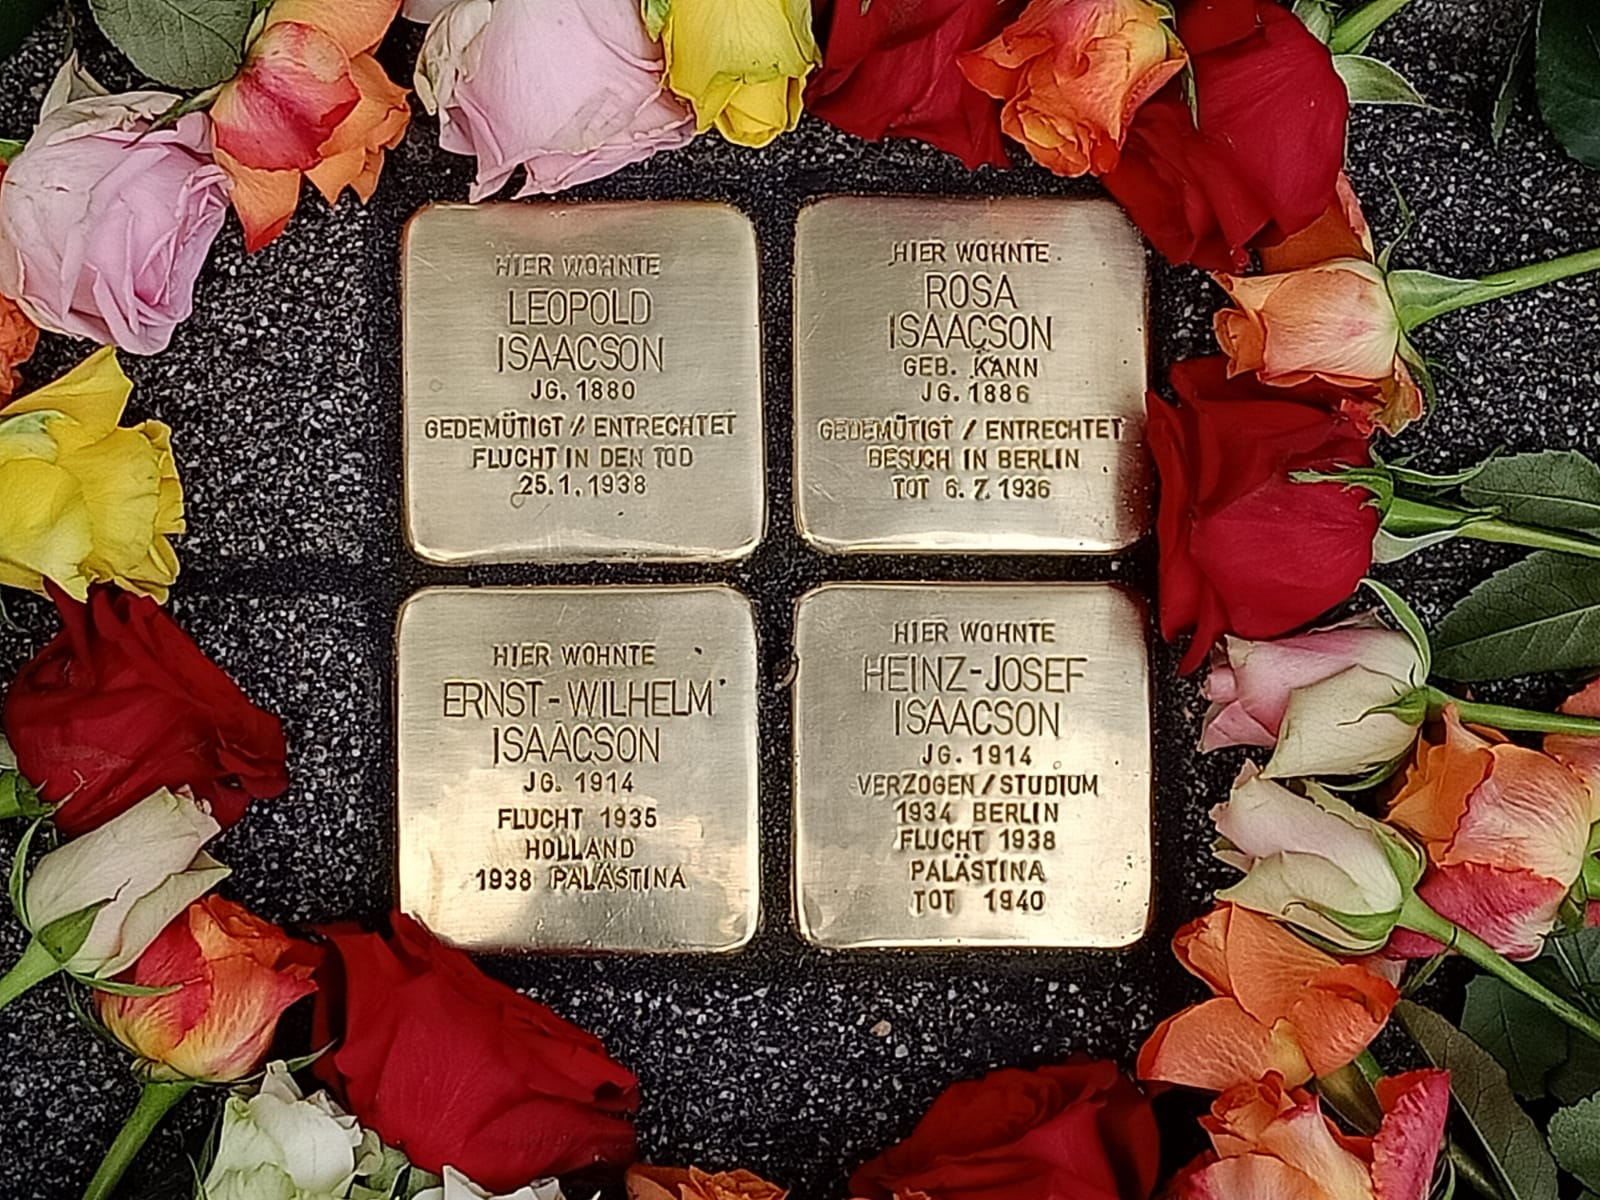 HIER WOHNTE
LEOPOLD
ISAACSON
JG. 1880
GEDEMÜTIGT / ENTRECHTET
FLUCHT IN DEN TOD
25.1.1938
HIER WOHNTE
ROSA
ISAACSON
GEB. KANN
JG. 1886
GEDEMÜTIGT / ENTRECHTET
BESUCH IN BERLIN
TOT 6.7.1936
HIER WOHNTE
ERNST-WILHELM
ISAACSON
JG. 1914
FLUCHT 1935
HOLLAND
1938 PALÄSTINA
HIER WOHNTE
HEINZ-JOSEF
ISAACSON
JG. 1914
VERZOGEN/STUDIUM
1934 BERLIN
FLUCHT 1938
PALÄSTINA
TOT 1940